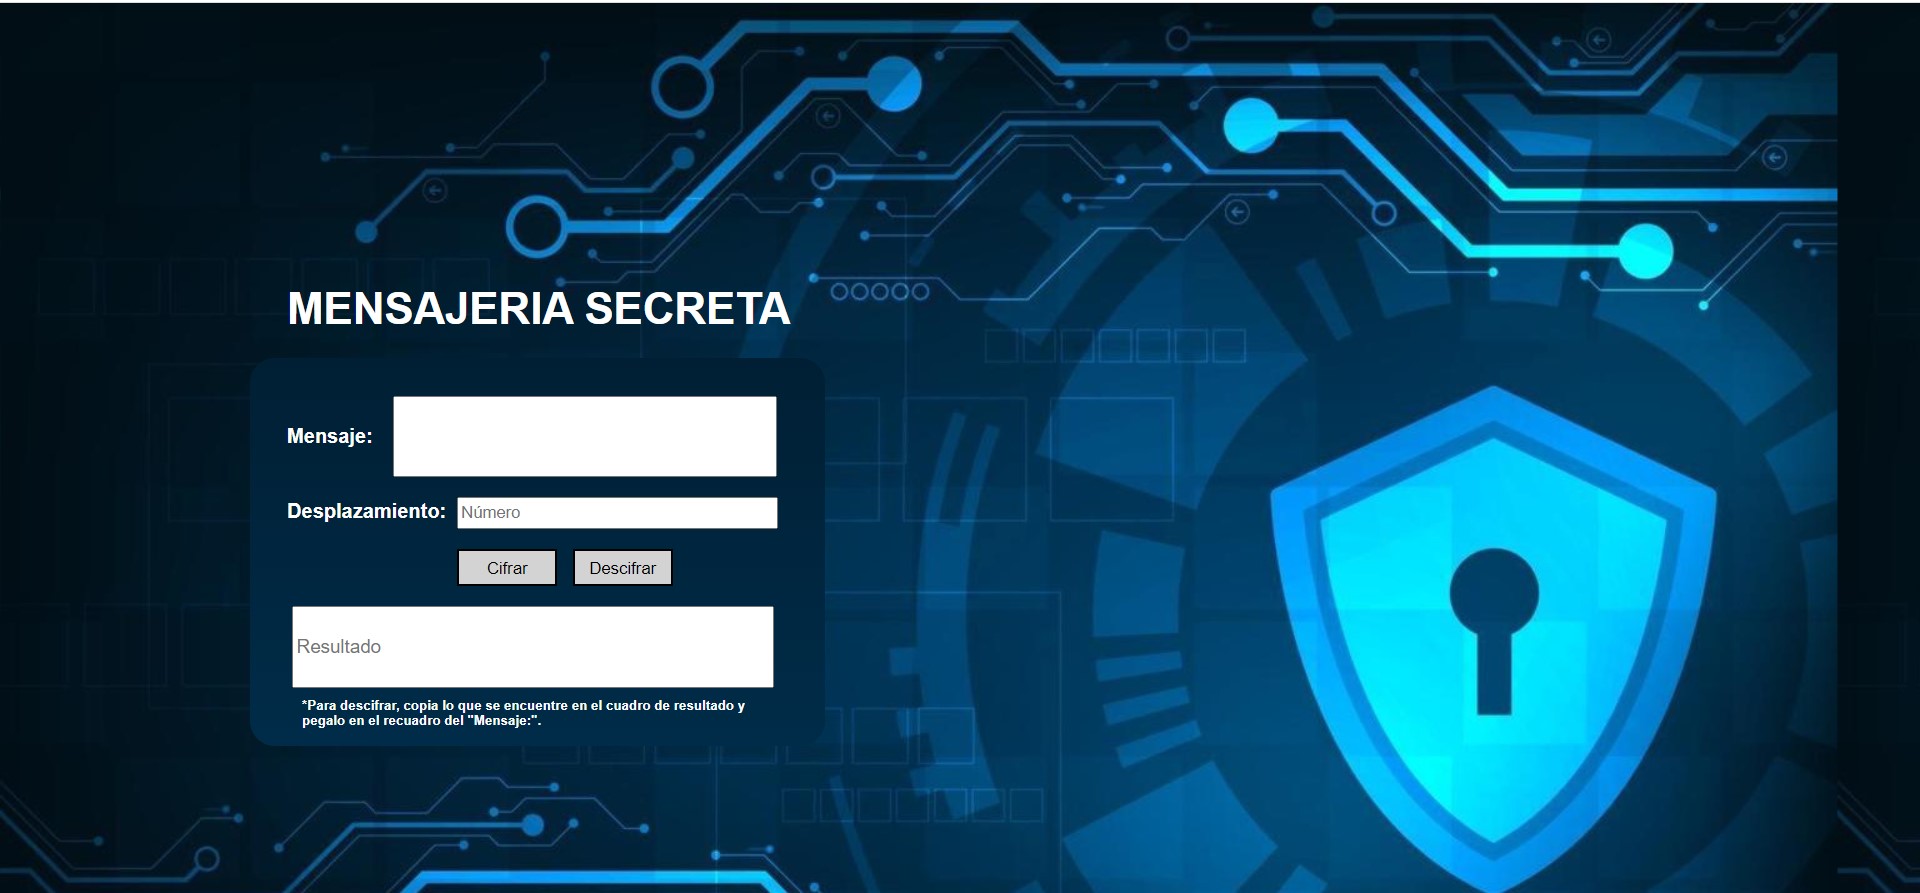 MENSAJERIA SECRETA
Mensaje:
Desplazamiento: Número
Cifrar Descifrar
Resultado
*Para descifrar, copia lo que se encuentre en el cuadro de resultado y
pegalo en el recuadro del "Mensaje:".